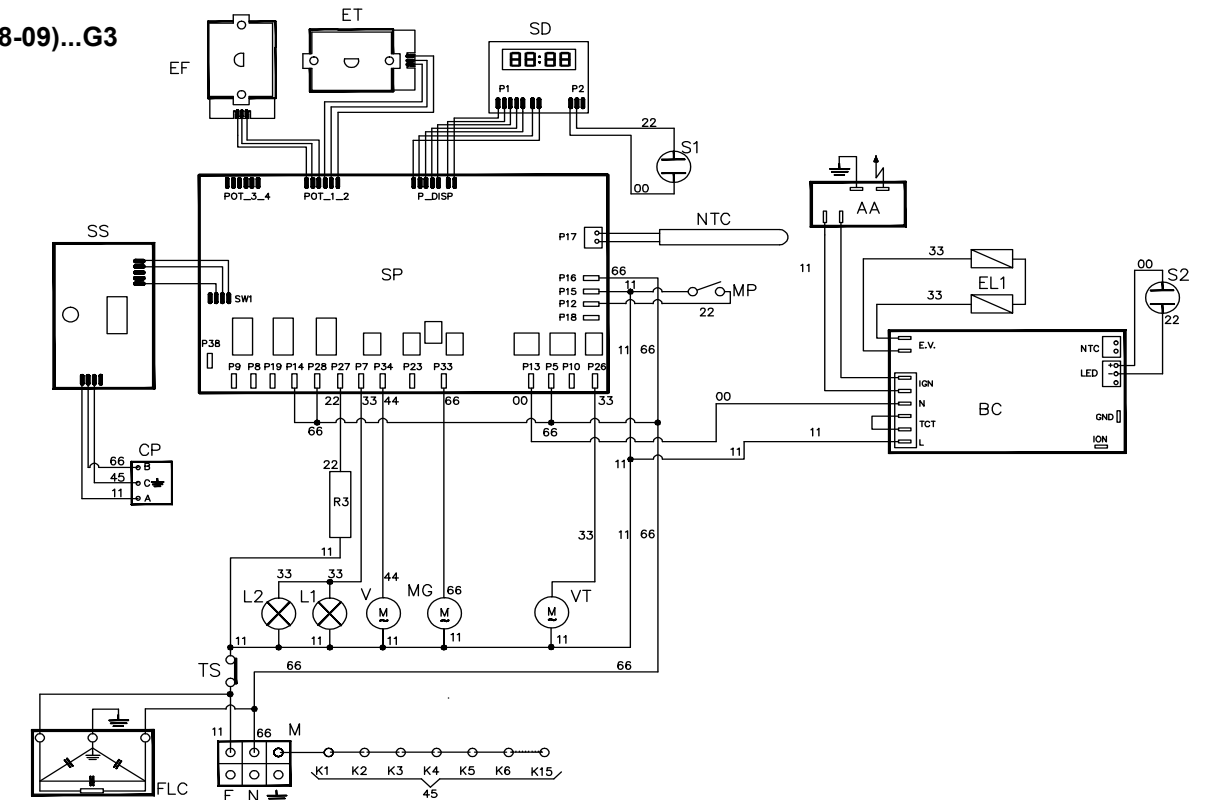 8-09)...G3
ET
SD
EF
88:88
P1
P2
22
S1
00
POT_3_4
POT_1_2
P_DISP
AA
NTC
SS
P17
SP
P16
66
11
33
00
S2
P15
11
MP
EL1
SW1
P12
33
P18
22
22
P38
E.V.
NTC
11
66
LED
+
-
P9
P8
P19
P14
P28
P27
P7
P34
P23
P33
P13
P5
P10
P26
IGN
22
33
44
66
00
33
00
N
BC
GND
TCT
66
66
11
ION
L
CP
11
11
66
B
22
45
C
R3
11
A
33
11
66
11
33
33
44
MG
L2
L1
V
66
VT
M
M
M
11
11
11
11
11
TS
66
66
11
66
M
K1
K2
K3
K4
K5
K6
K15
FLC
F
N
45